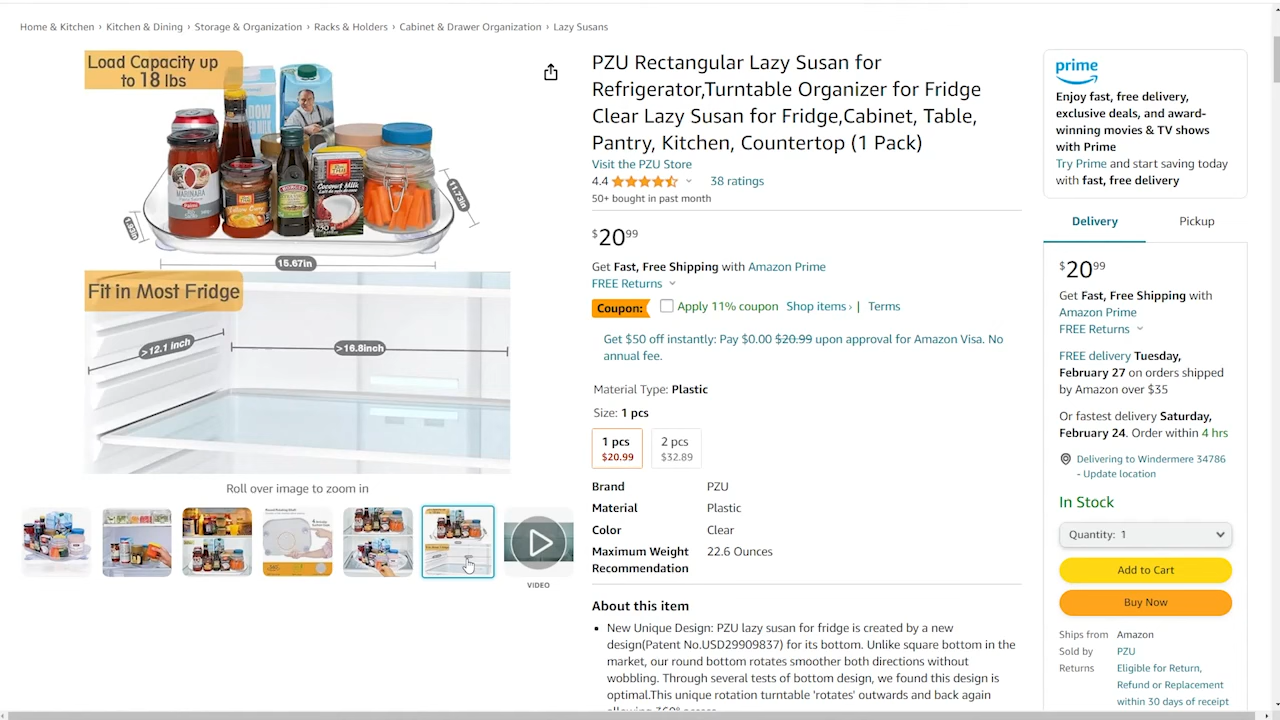 Home & Kitchen › Kitchen & Dining › Storage & Organization › Racks & Holders › Cabinet & Drawer Organization › Lazy Susans
Load Capacity up
to 18 lbs
MARINARA
Coconut Milk
1.93in
11.73in
15.67in
Fit in Most Fridge
>12.1 inch
>16.8inch
Roll over image to zoom in
VIDEO
PZU Rectangular Lazy Susan for
Refrigerator,Turntable Organizer for Fridge
Clear Lazy Susan for Fridge,Cabinet, Table,
Pantry, Kitchen, Countertop (1 Pack)
Visit the PZU Store
4.4 38 ratings
50+ bought in past month
$2099
Get Fast, Free Shipping with Amazon Prime
FREE Returns
Coupon: Apply 11% coupon Shop items › | Terms
Get $50 off instantly: Pay $0.00 $20.99 upon approval for Amazon Visa. No
annual fee.
Material Type: Plastic
Size: 1 pcs
1 pcs 2 pcs
$20.99 $32.89
Brand PZU
Material Plastic
Color Clear
Maximum Weight 22.6 Ounces
Recommendation
About this item
• New Unique Design: PZU lazy susan for fridge is created by a new
design(Patent No.USD29909837) for its bottom. Unlike square bottom in the
market, our round bottom rotates smoother both directions without
wobbling. Through several tests of bottom design, we found this design is
optimal.This unique rotation turntable 'rotates' outwards and back again
allowing 360° access
prime
Enjoy fast, free delivery,
exclusive deals, and award-
winning movies & TV shows
with Prime
Try Prime and start saving today
with fast, free delivery
Delivery Pickup
$2099
Get Fast, Free Shipping with
Amazon Prime
FREE Returns
FREE delivery Tuesday,
February 27 on orders shipped
by Amazon over $35
Or fastest delivery Saturday,
February 24. Order within 4 hrs
Delivering to Windermere 34786
- Update location
In Stock
Quantity: 1
Add to Cart
Buy Now
Ships from Amazon
Sold by PZU
Returns Eligible for Return,
Refund or Replacement
within 30 days of receipt